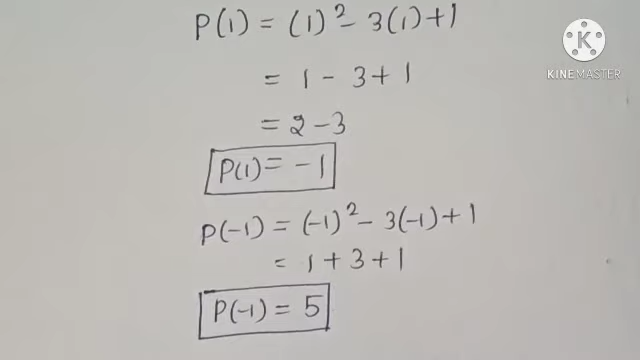 P(1) = (1)² - 3(1) + 1
= 1 - 3 + 1
= 2 - 3
P(1) = -1
P(-1) = (-1)² - 3(-1) + 1
= 1 + 3 + 1
P(-1) = 5
K
KINEMASTER